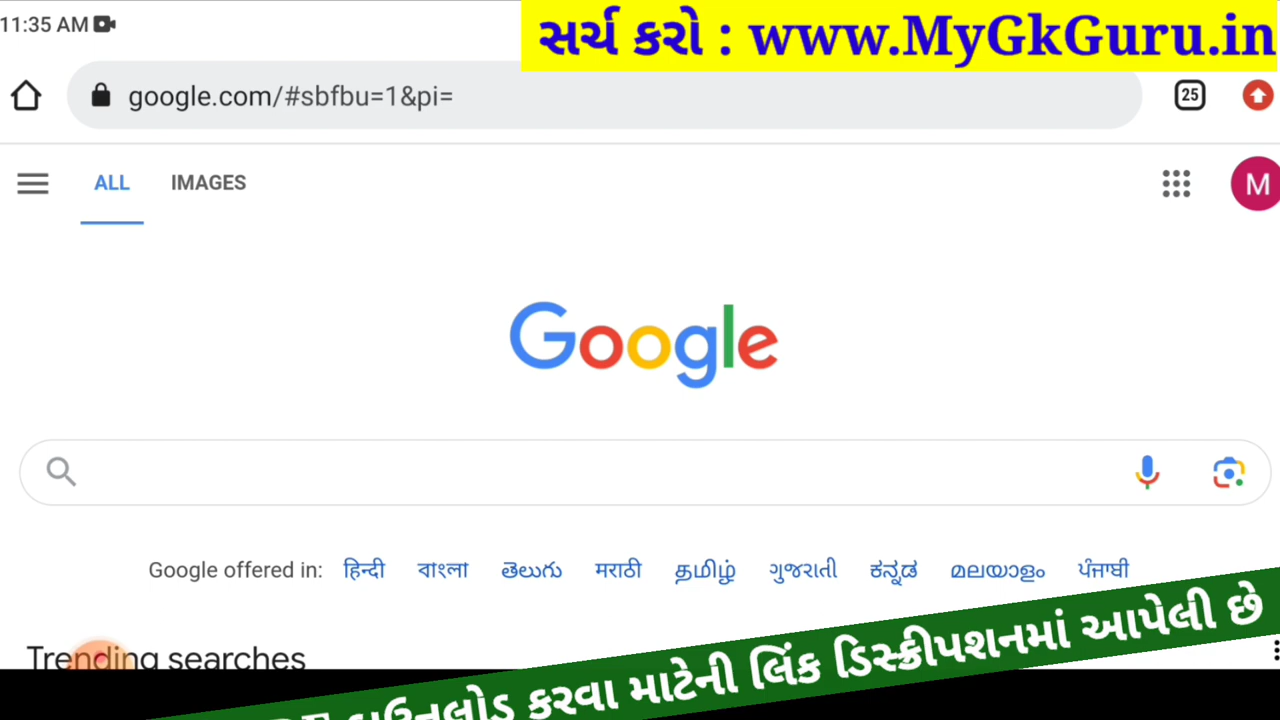 11:35 AM
સર્ચ કરો : www.MyGkGuru.in
google.com/#sbfbu=1&pi=
25
ALL IMAGES
M
Google
Google offered in: हिन्दी বাংলা తెలుగు मराठी தமிழ் ગુજરાતી ಕನ್ನಡ മലയാളം ਪੰਜਾਬੀ
Trending searches
ડાઉનલોડ કરવા માટેની લિંક ડિસ્ક્રીપશનમાં આપેલી છે